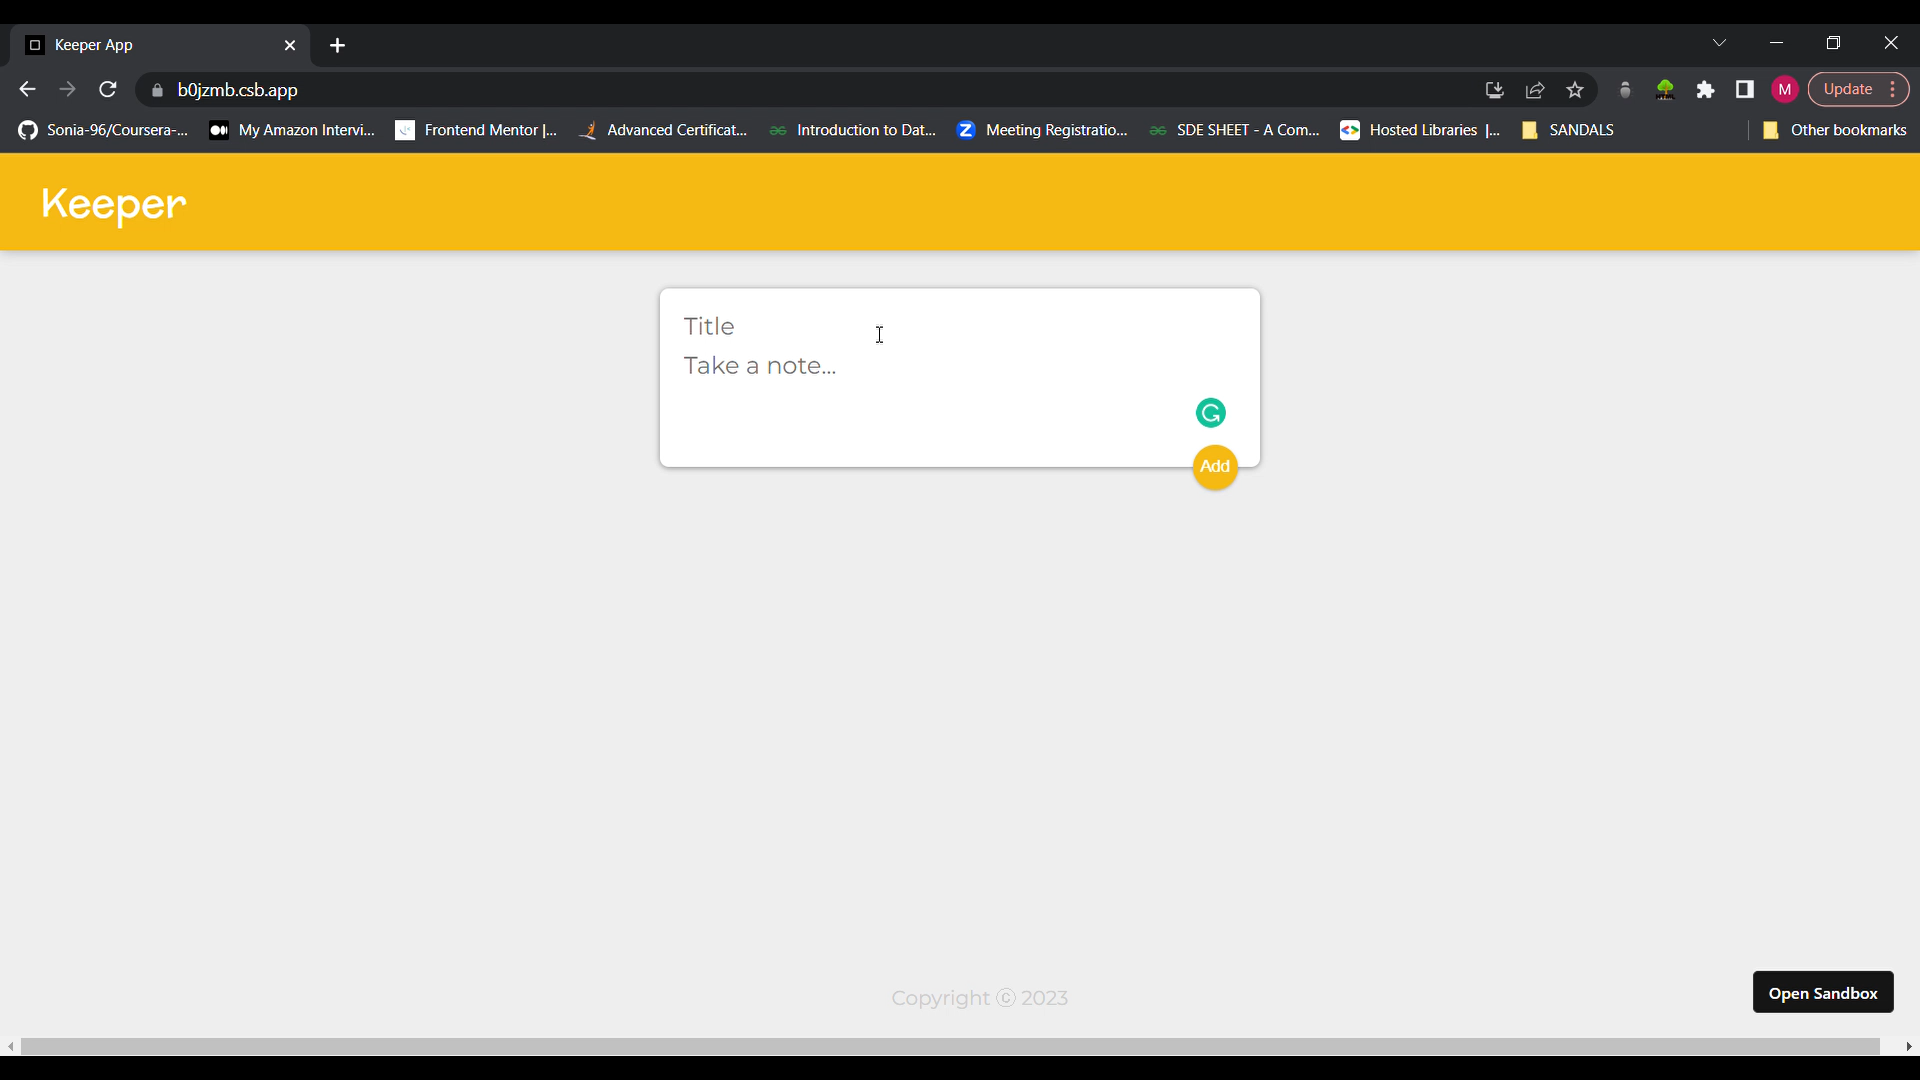 Keeper App
b0jzmb.csb.app
M
Update
Sonia-96/Coursera-...
My Amazon Intervi...
Frontend Mentor |...
Advanced Certificat...
Introduction to Dat...
Meeting Registratio...
SDE SHEET - A Com...
Hosted Libraries |...
SANDALS
Other bookmarks
Keeper
Title
Take a note...
Add
Copyright ⓒ 2023
Open Sandbox